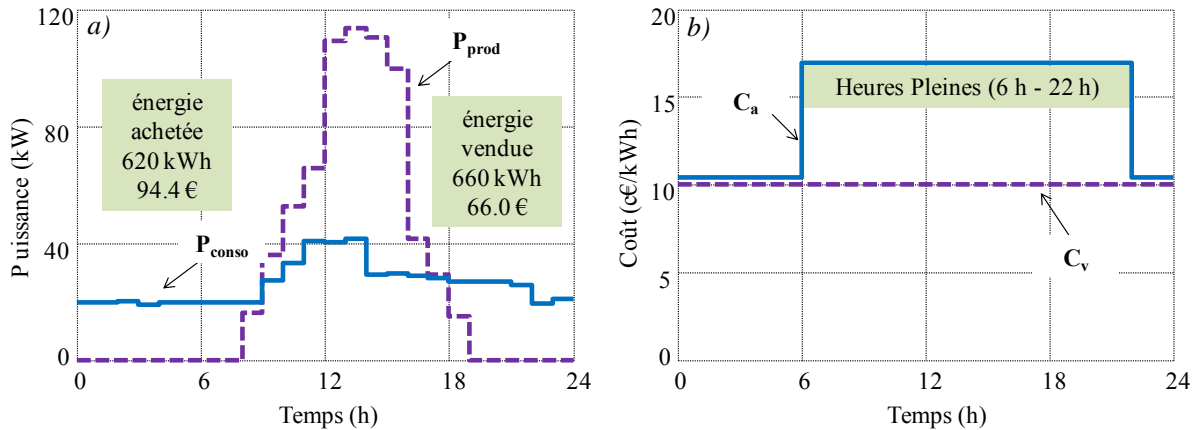 a)
P_prod
énergie
achetée
620 kWh
94.4 €
énergie
vendue
660 kWh
66.0 €
P_conso
Puissance (kW)
120
80
40
0
0
6
12
18
24
Temps (h)
b)
Heures Pleines (6 h - 22 h)
C_a
C_v
Coût (c€/kWh)
20
15
10
5
0
0
6
12
18
24
Temps (h)